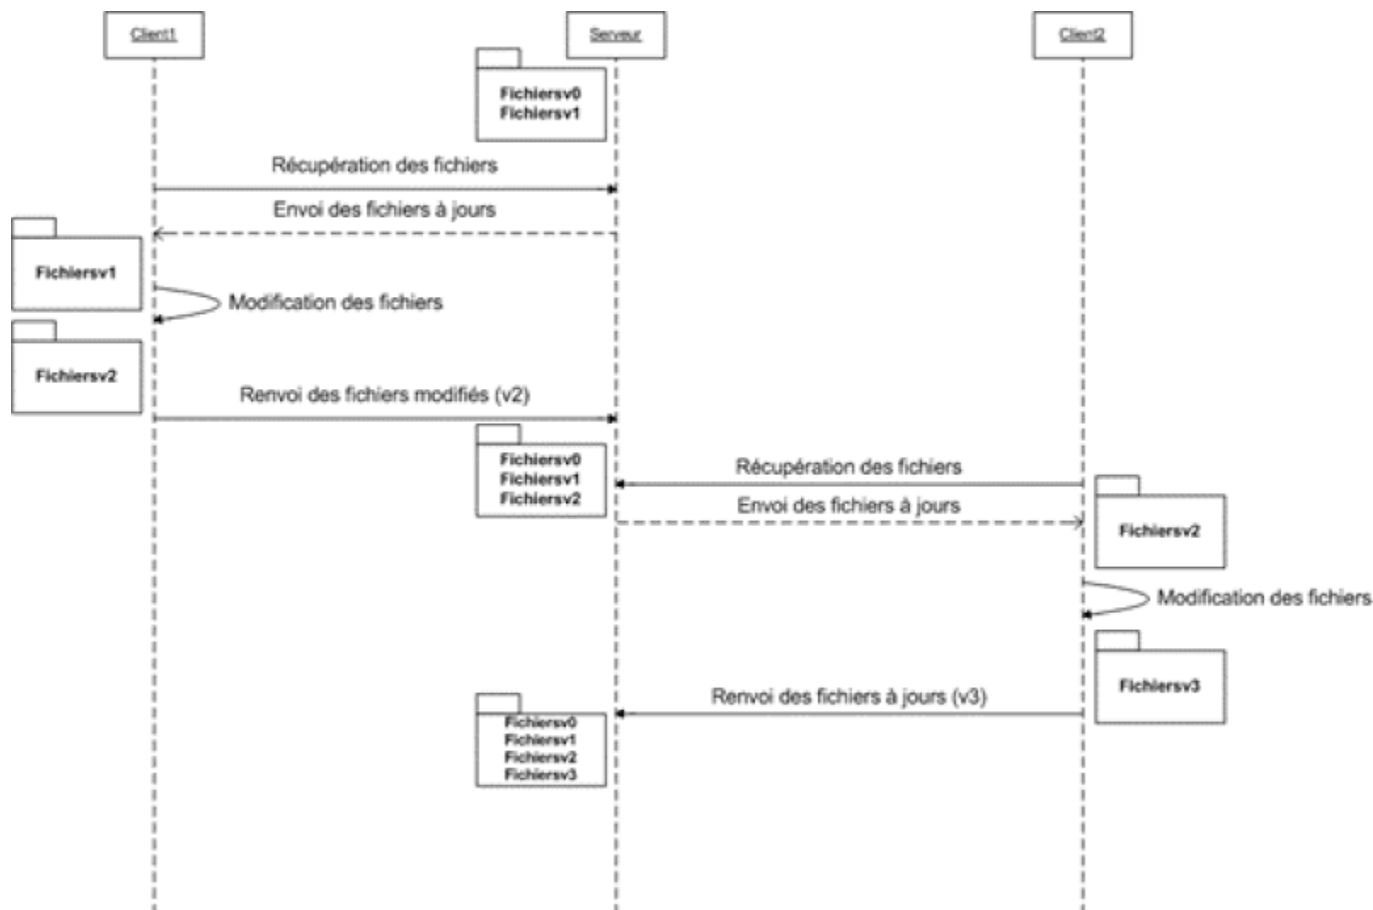 Client1
Serveur
Client2
Fichiersv0
Fichiersv1
Récupération des fichiers
Envoi des fichiers à jours
Fichiersv1
Modification des fichiers
Fichiersv2
Renvoi des fichiers modifiés (v2)
Fichiersv0
Fichiersv1
Fichiersv2
Récupération des fichiers
Envoi des fichiers à jours
Fichiersv2
Modification des fichiers
Fichiersv3
Renvoi des fichiers à jours (v3)
Fichiersv0
Fichiersv1
Fichiersv2
Fichiersv3